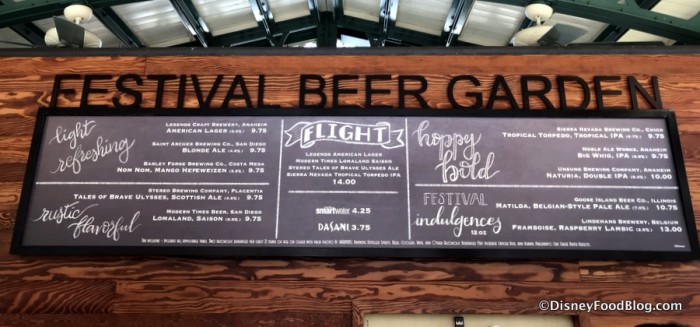 FESTIVAL BEER GARDEN
light
refreshing
Legends Craft Brewery, Anaheim
American Lager 9.75
Saint Archer Brewing Co., San Diego
Blonde Ale 9.75
Barley Forge Brewing Co., Costa Mesa
Nom Nom, Mango Hefeweizen 9.75
rustic
flavorful
Stereo Brewing Company, Placentia
Tales of Brave Ulysses, Scottish Ale 9.75
Modern Times Beer, San Diego
Lomaland, Saison 9.75
FLIGHT
Legends American Lager
Modern Times Lomaland Saison
Stereo Tales of Brave Ulysses Ale
Sierra Nevada Tropical Torpedo IPA
14.00
smartwater 4.25
DASANI 3.75
hoppy
bold
Sierra Nevada Brewing Co., Chico
Tropical Torpedo, Tropical IPA 9.75
Noble Ale Works, Anaheim
Big Whig, IPA 9.75
Unsung Brewing Company, Anaheim
Naturia, Double IPA 10.00
FESTIVAL
indulgences
12 oz
Goose Island Beer Co., Illinois
Matilda, Belgian-Style Pale Ale 10.75
Lindemans Brewery, Belgium
Framboise, Raspberry Lambic 13.00
©DisneyFoodBlog.com